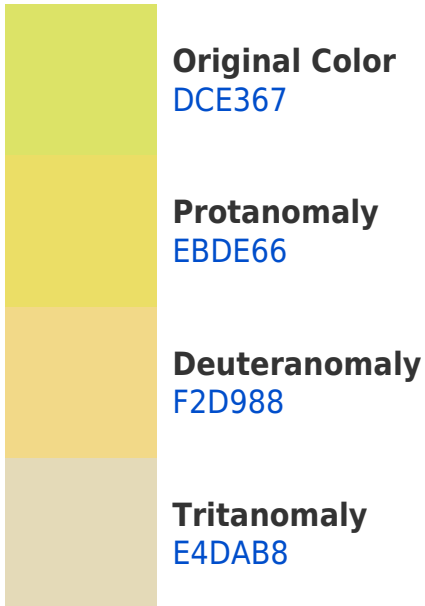 Original Color
DCE367
Protanomaly
EBDE66
Deuteranomaly
F2D988
Tritanomaly
E4DAB8